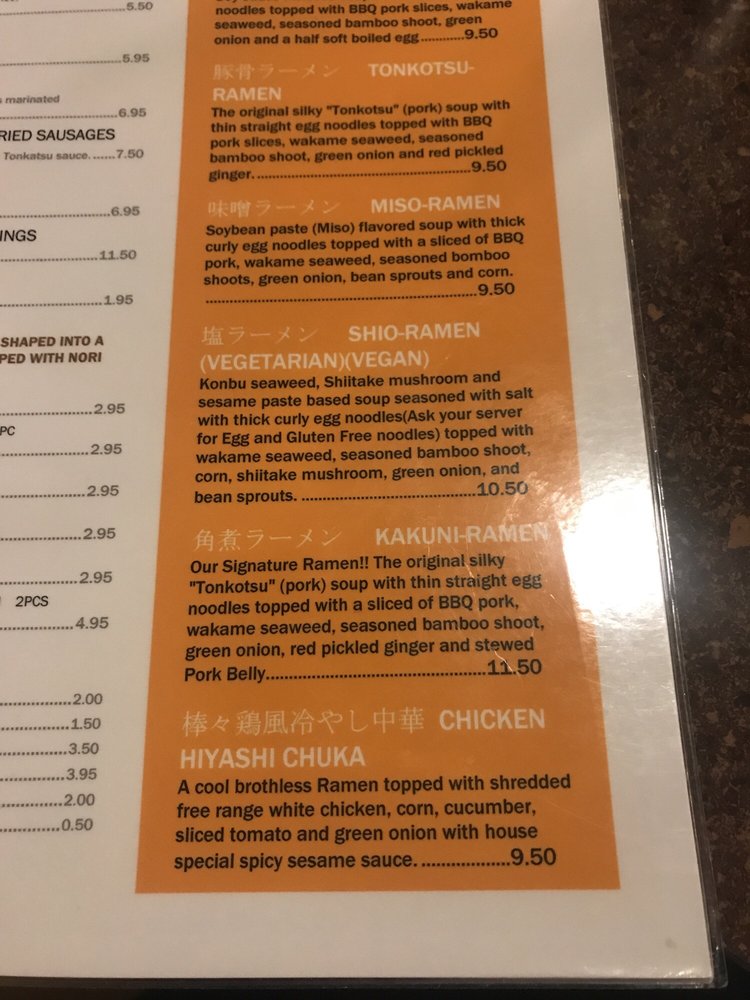 5.50
5.95
marinated
6.95
RIED SAUSAGES
Tonkatsu sauce. ......7.50
6.95
INGS
11.50
1.95
SHAPED INTO A
PED WITH NORI
2.95
PC
2.95
2.95
2.95
2.95
2PCS
4.95
2.00
1.50
3.50
3.95
2.00
0.50
noodles topped with BBQ pork slices, wakame
seaweed, seasoned bamboo shoot, green
onion and a half soft boiled egg ............9.50
豚骨ラーメン TONKOTSU-
RAMEN
The original silky "Tonkotsu" (pork) soup with
thin straight egg noodles topped with BBQ
pork slices, wakame seaweed, seasoned
bamboo shoot, green onion and red pickled
ginger. ............................................................9.50
味噌ラーメン MISO-RAMEN
Soybean paste (Miso) flavored soup with thick
curly egg noodles topped with a sliced of BBQ
pork, wakame seaweed, seasoned bomboo
shoots, green onion, bean sprouts and corn.
............................................................9.50
塩ラーメン SHIO-RAMEN
(VEGETARIAN)(VEGAN)
Konbu seaweed, Shiitake mushroom and
sesame paste based soup seasoned with salt
with thick curly egg noodles(Ask your server
for Egg and Gluten Free noodles) topped with
wakame seaweed, seasoned bamboo shoot,
corn, shiitake mushroom, green onion, and
bean sprouts. ......................................10.50
角煮ラーメン KAKUNI-RAMEN
Our Signature Ramen!! The original silky
"Tonkotsu" (pork) soup with thin straight egg
noodles topped with a sliced of BBQ pork,
wakame seaweed, seasoned bamboo shoot,
green onion, red pickled ginger and stewed
Pork Belly................................................11.50
棒々鶏風冷やし中華 CHICKEN
HIYASHI CHUKA
A cool brothless Ramen topped with shredded
free range white chicken, corn, cucumber,
sliced tomato and green onion with house
special spicy sesame sauce. ..................9.50